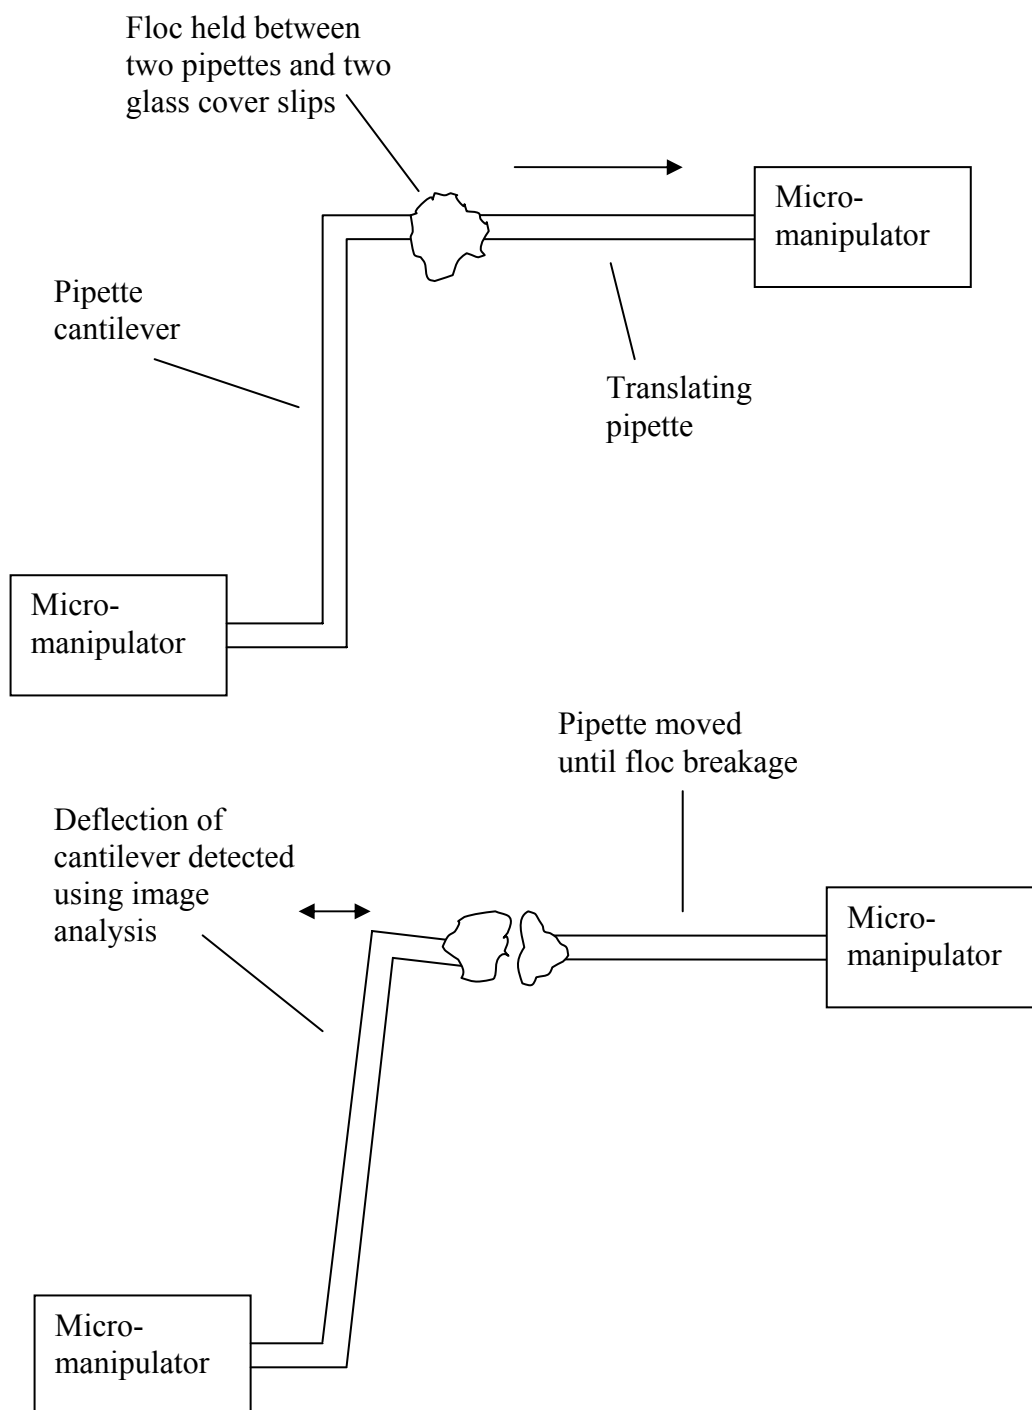 Floc held between
two pipettes and two
glass cover slips
Micro-
manipulator
Pipette
cantilever
Translating
pipette
Micro-
manipulator
Pipette moved
until floc breakage
Deflection of
cantilever detected
using image
analysis
Micro-
manipulator
Micro-
manipulator